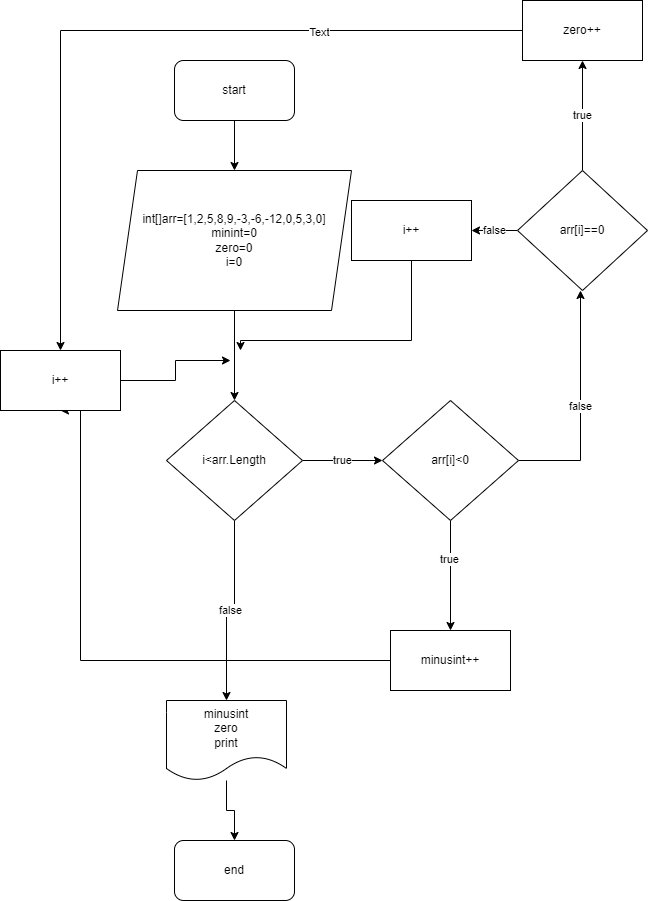 zero++
Text
start
true
int[]arr=[1,2,5,8,9,-3,-6,-12,0,5,3,0]
minint=0
zero=0
i=0
i++
false
arr[i]==0
i++
false
i<arr.Length
true
arr[i]<0
true
false
minusint++
minusint
zero
print
end